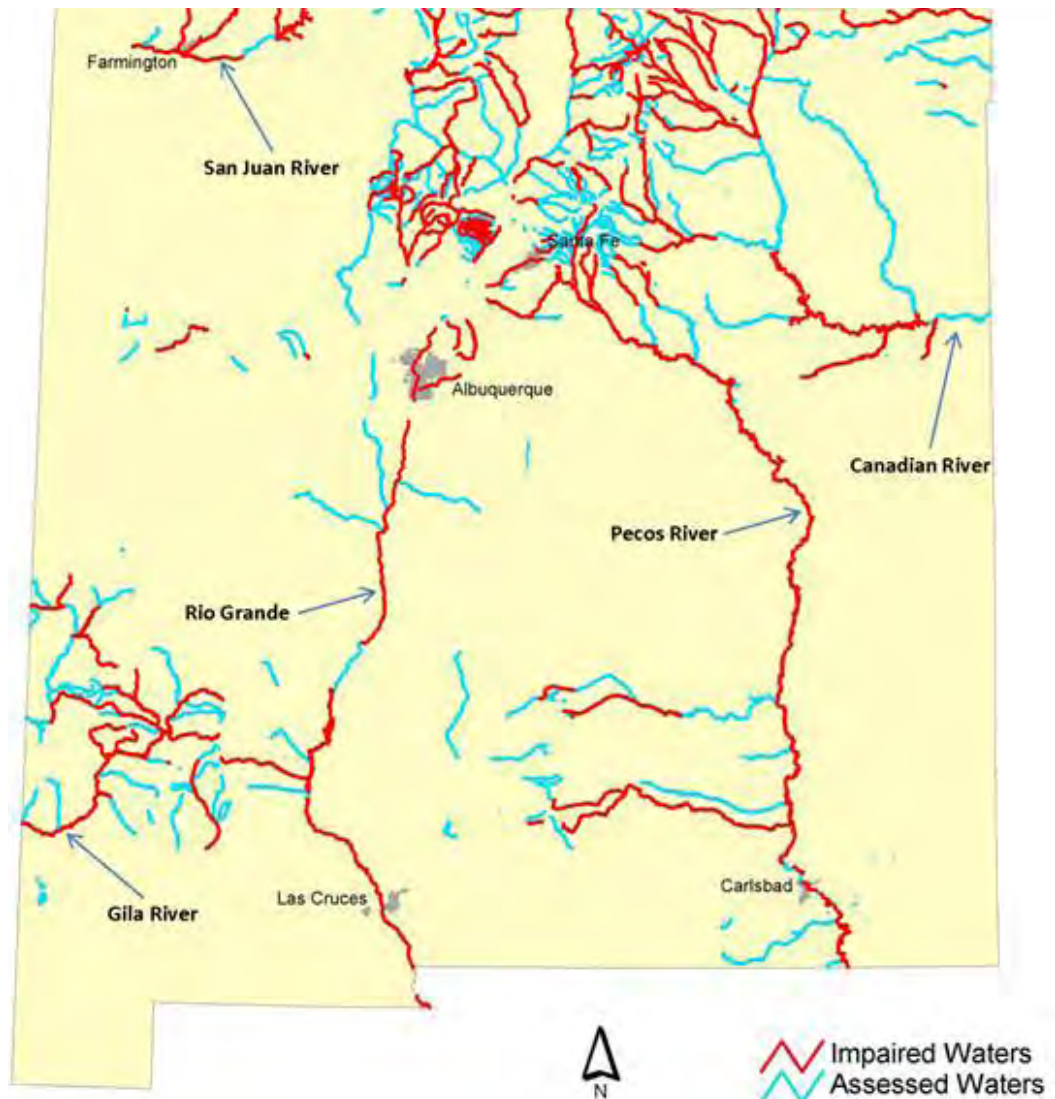 Farmington
San Juan River
Santa Fe
Albuquerque
Canadian River
Pecos River
Rio Grande
Las Cruces
Carlsbad
Gila River
N
Impaired Waters
Assessed Waters